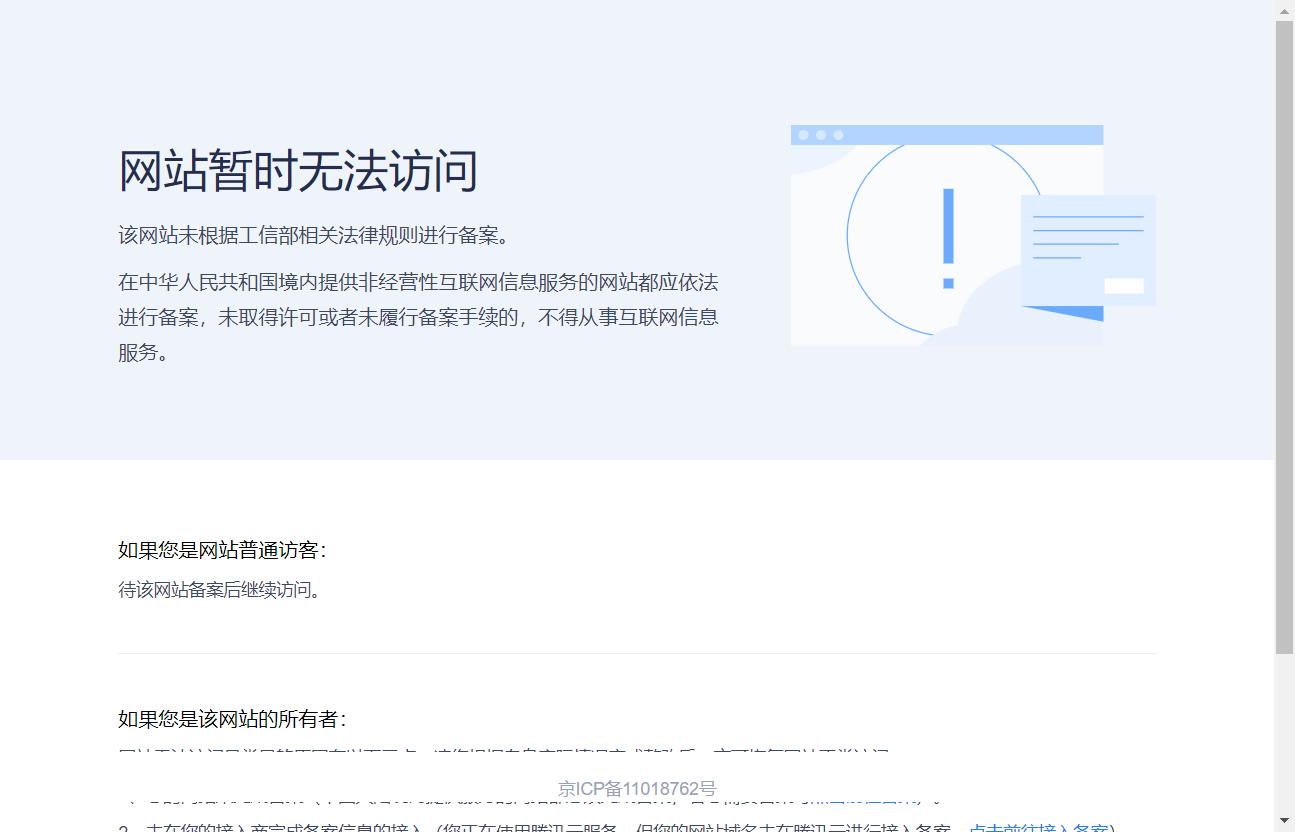 网站暂时无法访问
该网站未根据工信部相关法律规则进行备案。
在中华人民共和国境内提供非经营性互联网信息服务的网站都应依法
进行备案，未取得许可或者未履行备案手续的，不得从事互联网信息
服务。
如果您是网站普通访客：
待该网站备案后继续访问。
如果您是该网站的所有者：
京ICP备11018762号
2、未在您的接入商完成备案信息的接入（您正在使用腾讯云服务，但您的网站域名未在腾讯云进行接入备案，点击前往接入备案）